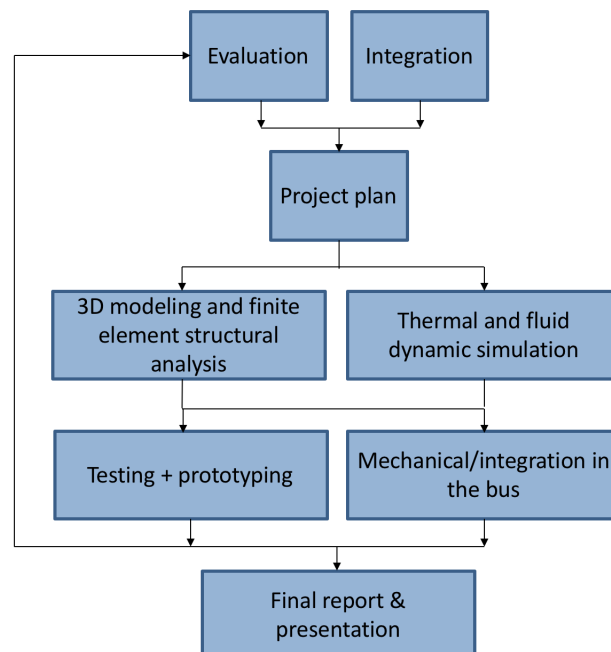 Evaluation
Integration
Project plan
3D modeling and finite
element structural
analysis
Thermal and fluid
dynamic simulation
Testing + prototyping
Mechanical/integration in
the bus
Final report &
presentation